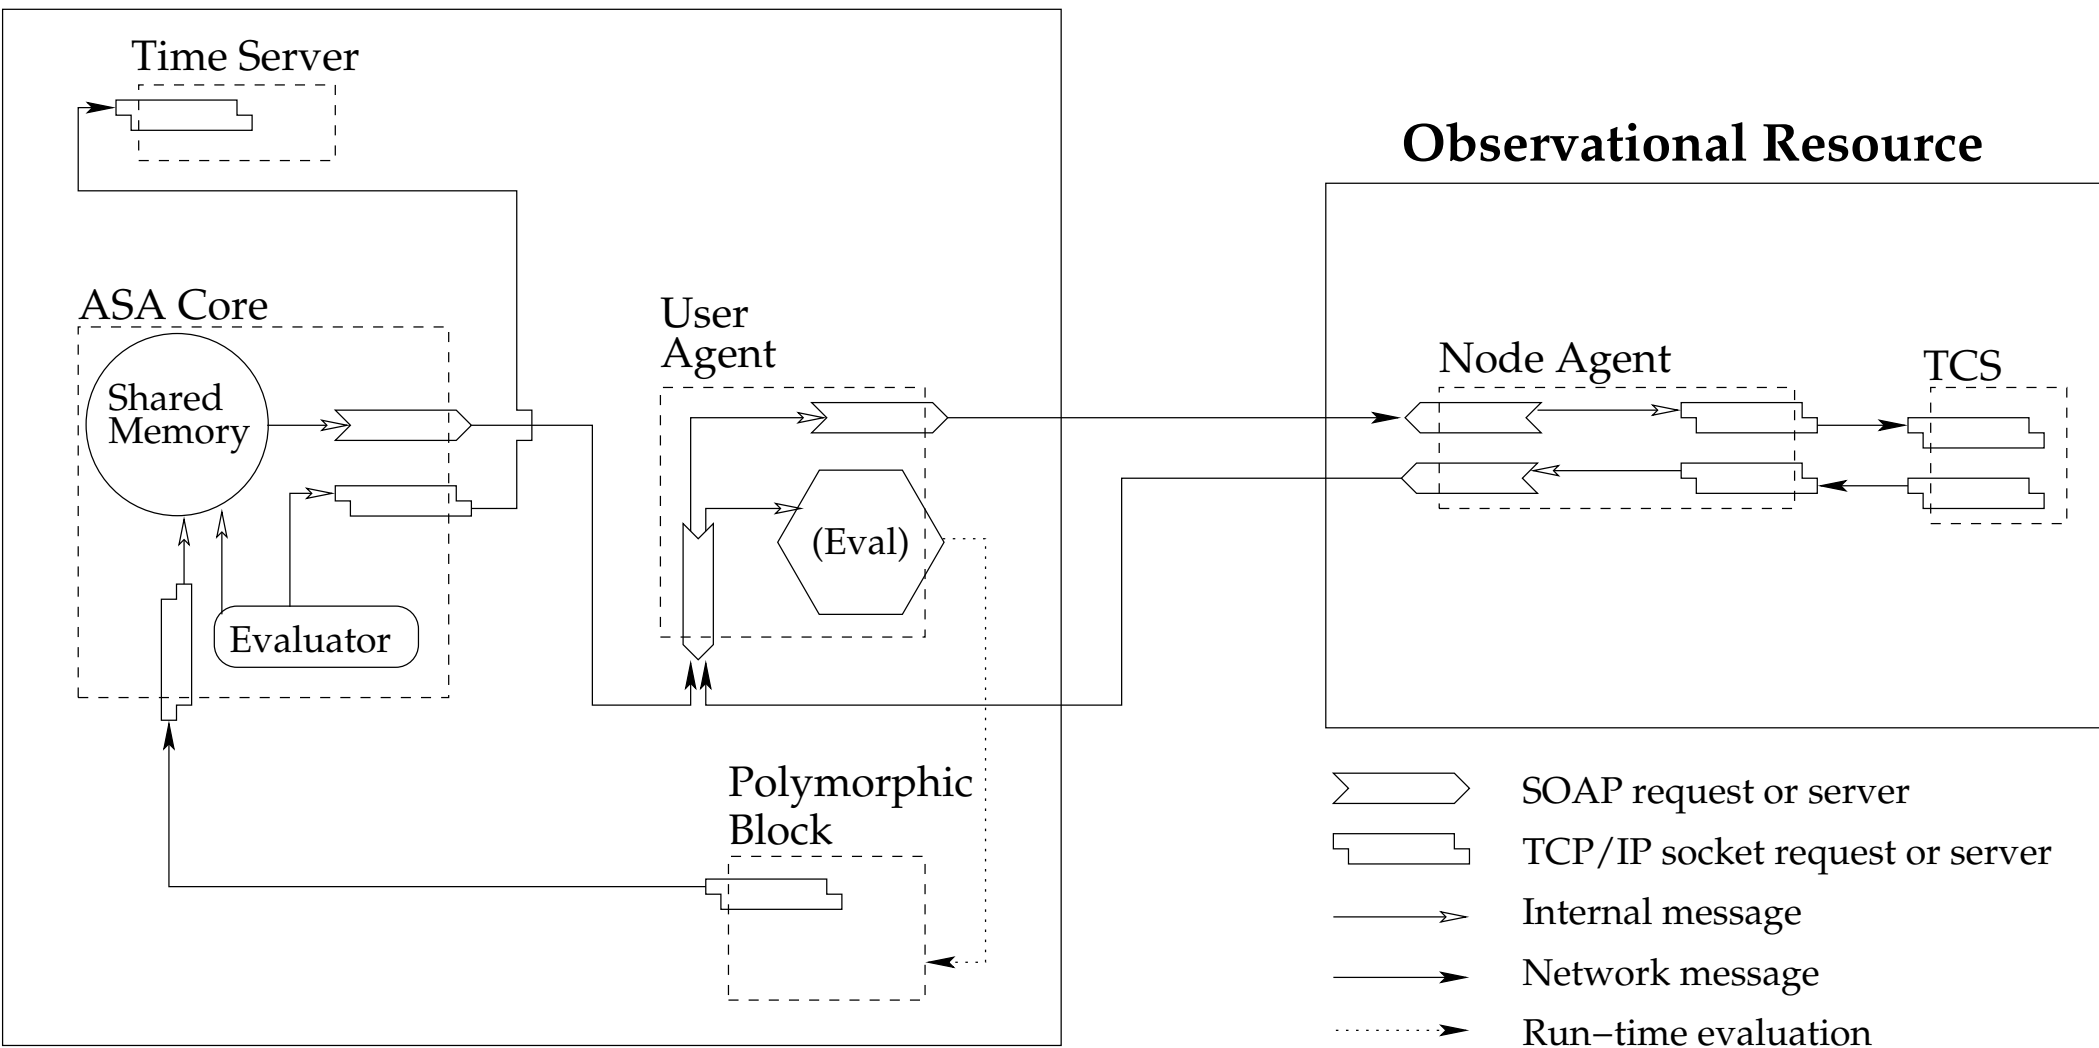 Time Server
Observational Resource
ASA Core
Shared
Memory
Evaluator
User
Agent
(Eval)
Node Agent
TCS
Polymorphic
Block
SOAP request or server
TCP/IP socket request or server
Internal message
Network message
Run−time evaluation